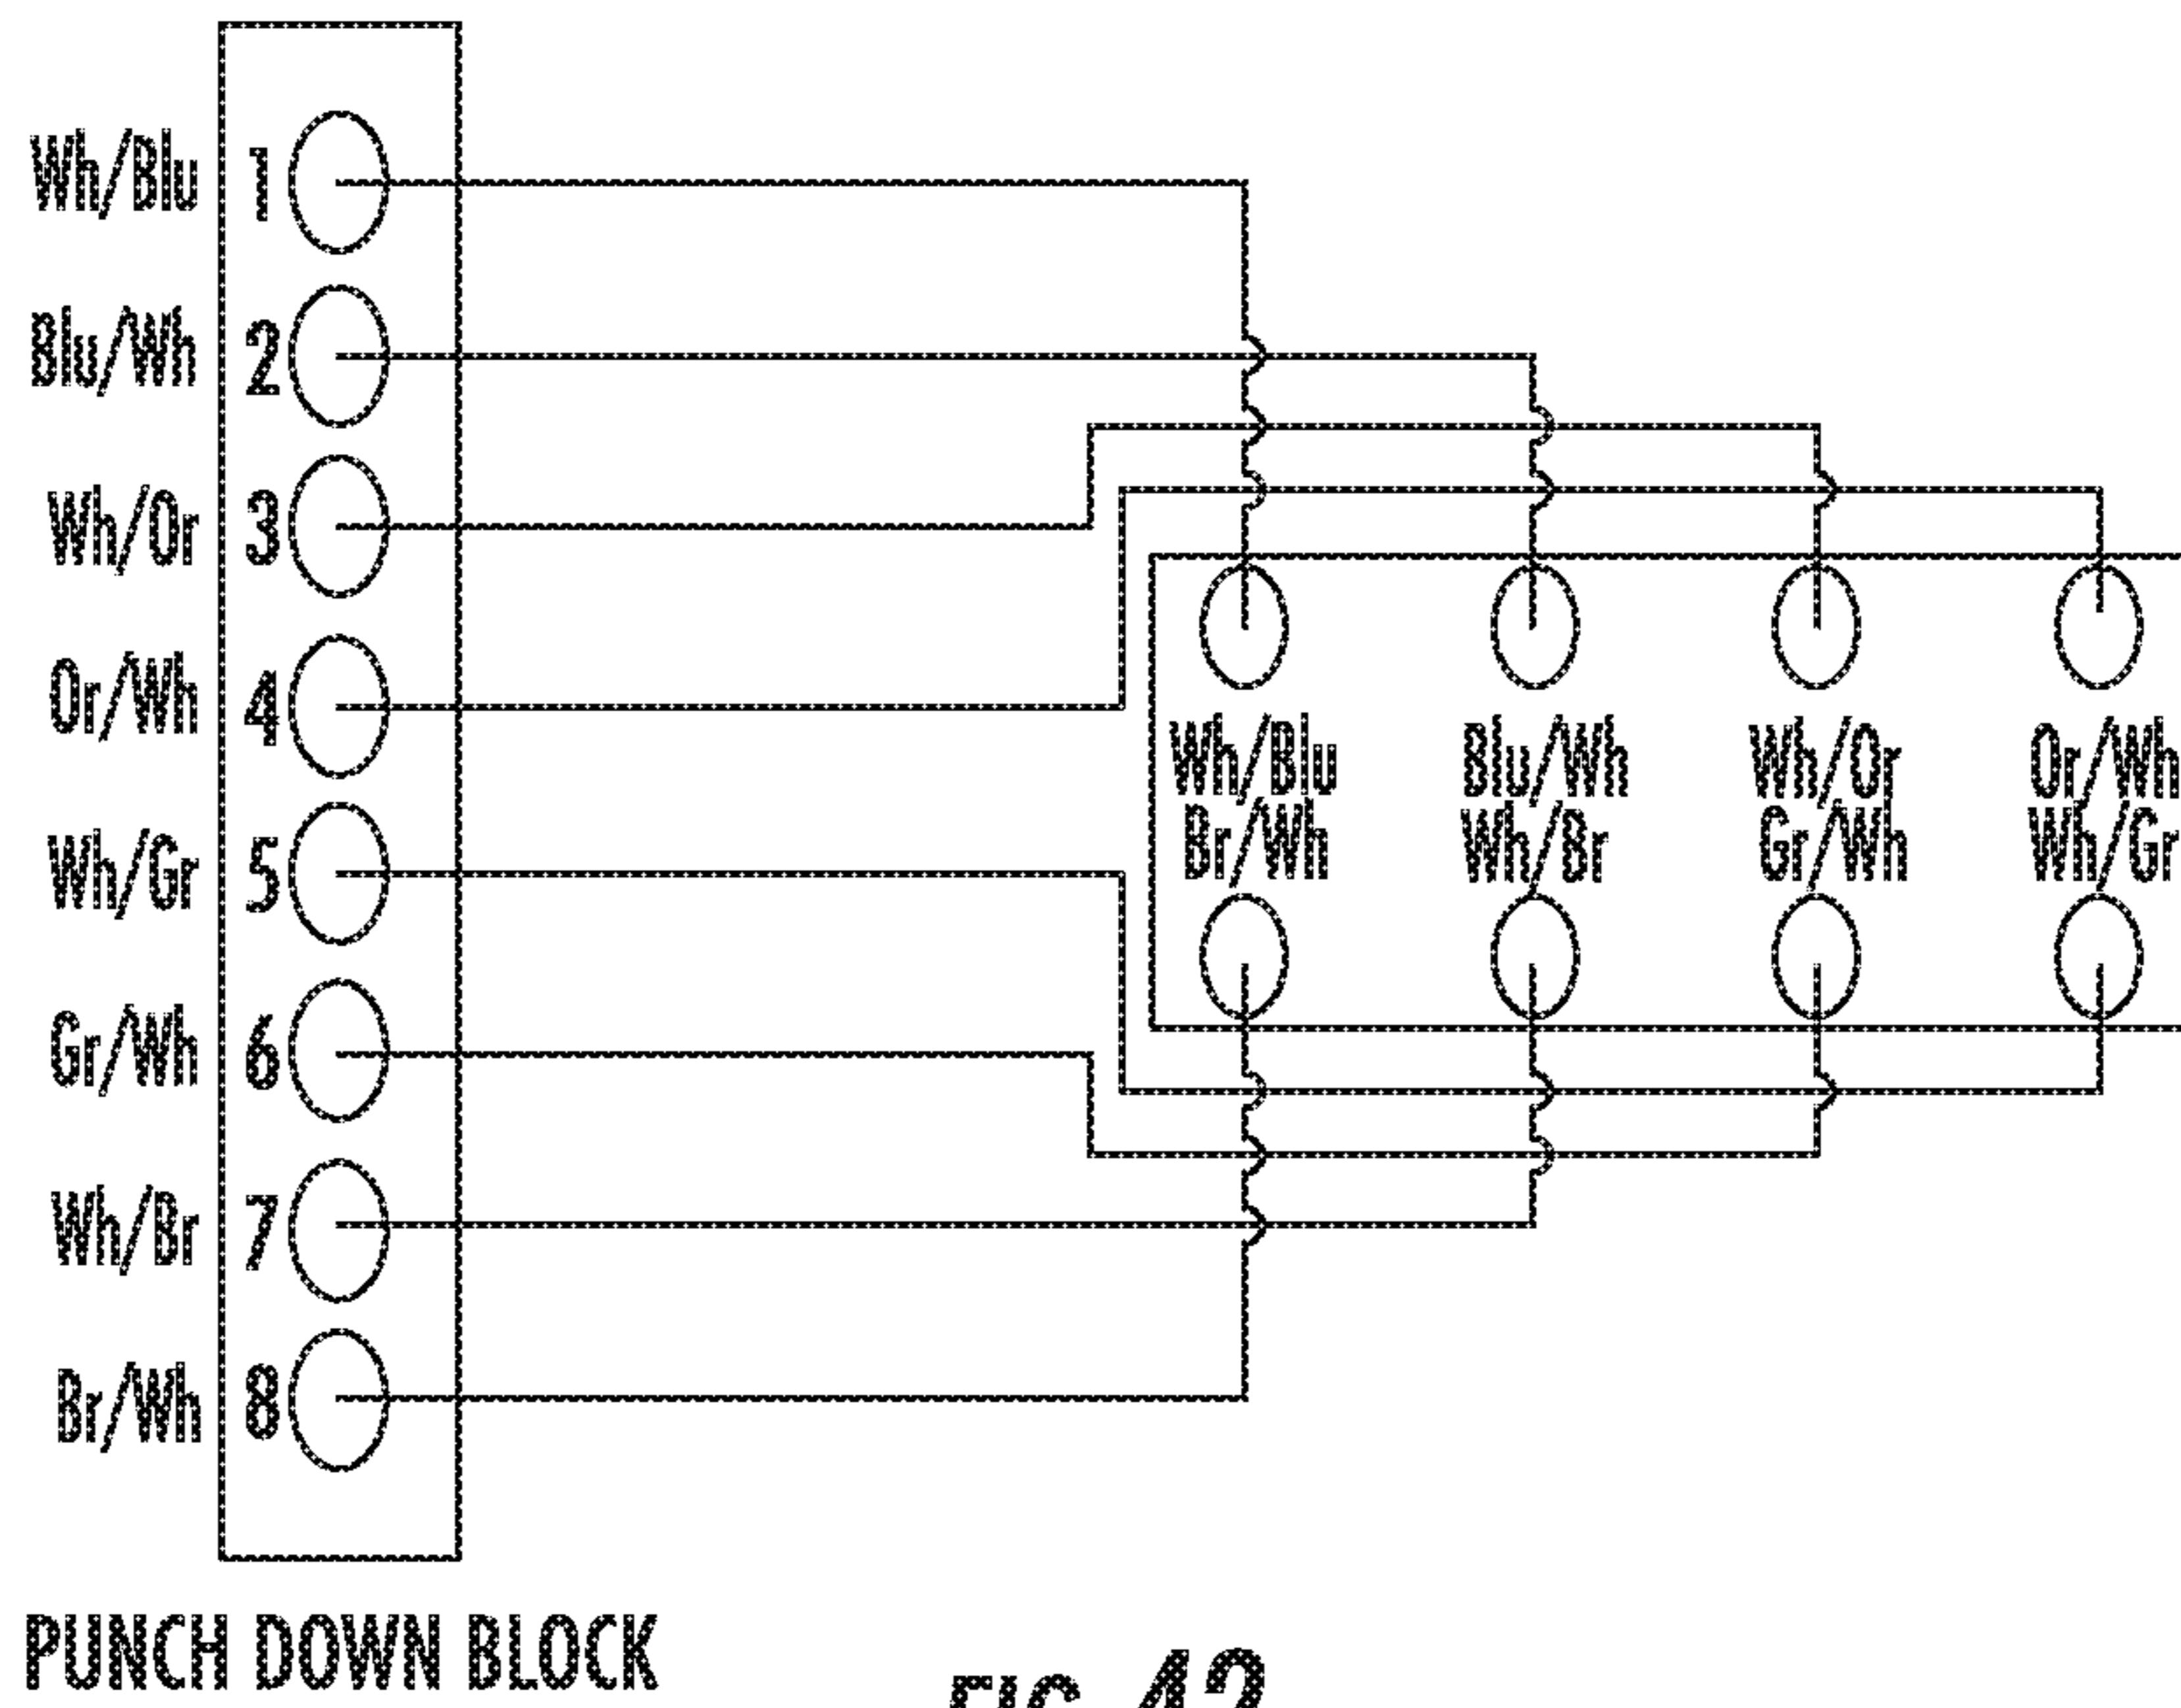 Wh/Blu 1
Blu/Wh 2
Wh/Or 3
Or/Wh 4
Wh/Gr 5
Gr/Wh 6
Wh/Br 7
Br/Wh 8
Wh/Blu Blu/Wh Wh/Or Or/Wh
Br/Wh Wh/Br Gr/Wh Wh/Gr
PUNCH DOWN BLOCK
FIG. 42